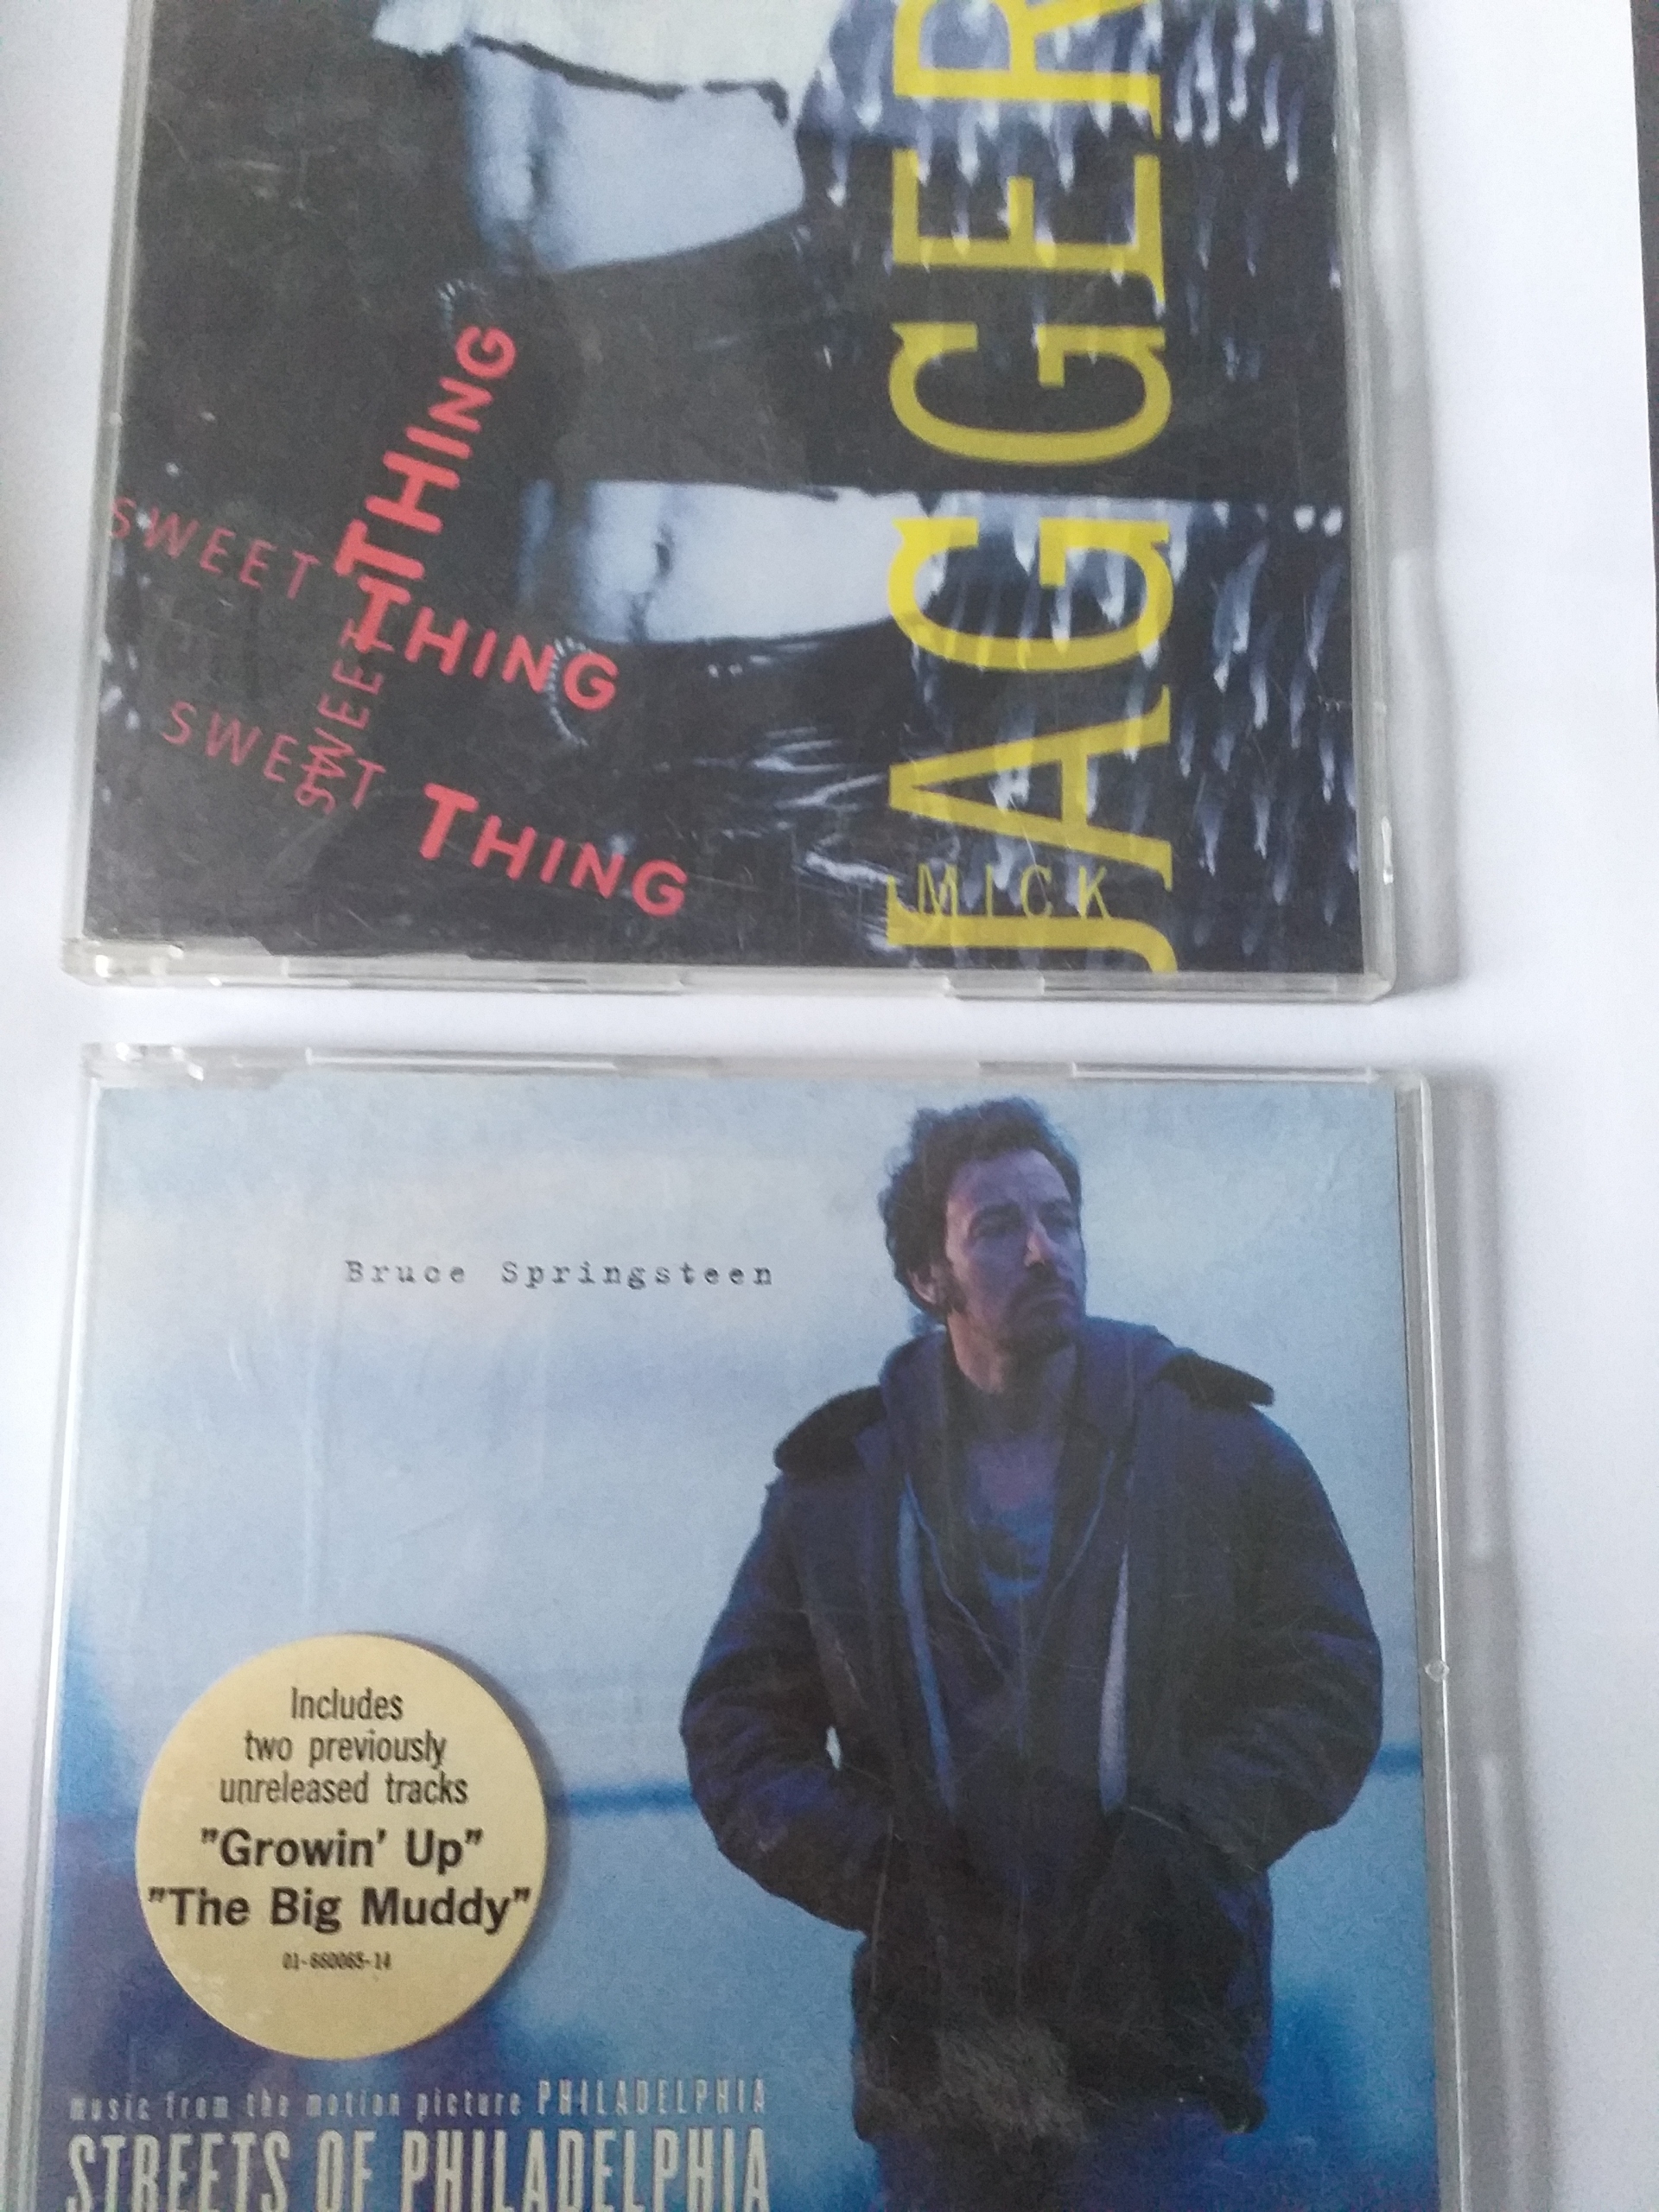 SWEET THING
SWEET THING
SWEET THING
JAGGER
MICK
Bruce Springsteen
Includes
two previously
unreleased tracks
"Growin' Up"
"The Big Muddy"
01-660065-14
music from the motion picture PHILADELPHIA
STREETS OF PHILADELPHIA